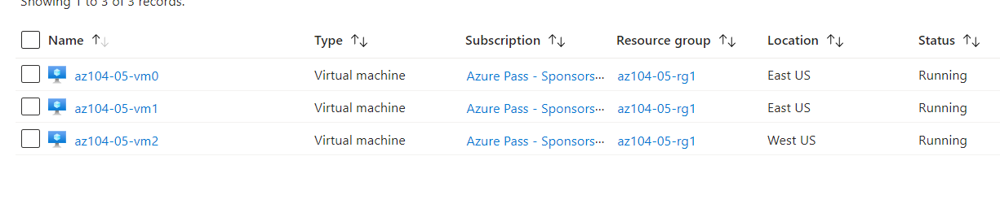 Showing 1 to 3 of 3 records.
Name Type Subscription Resource group Location Status
az104-05-vm0 Virtual machine Azure Pass - Sponsors··· az104-05-rg1 East US Running
az104-05-vm1 Virtual machine Azure Pass - Sponsors··· az104-05-rg1 East US Running
az104-05-vm2 Virtual machine Azure Pass - Sponsors··· az104-05-rg1 West US Running